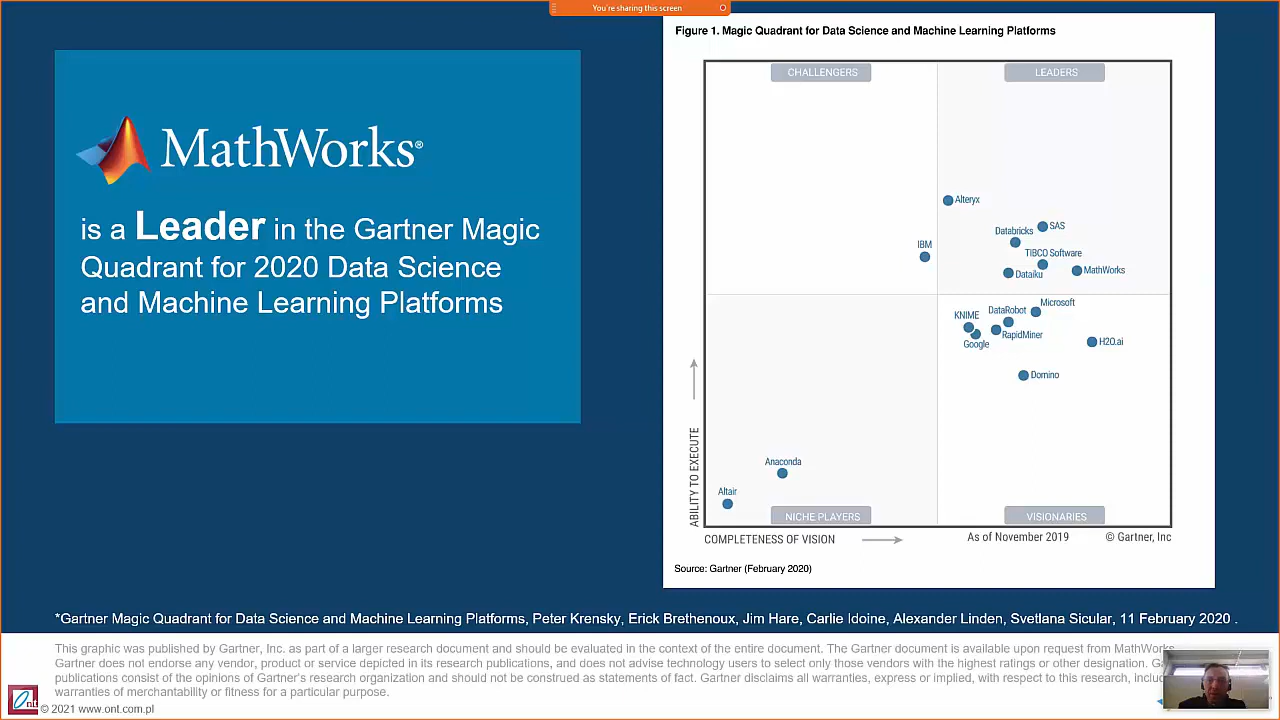 You're sharing this screen
MathWorks®
is a Leader in the Gartner Magic
Quadrant for 2020 Data Science
and Machine Learning Platforms
Figure 1. Magic Quadrant for Data Science and Machine Learning Platforms
CHALLENGERS
LEADERS
Alteryx
SAS
Databricks
IBM
TIBCO Software
Dataiku
MathWorks
Microsoft
DataRobot
KNIME
RapidMiner
Google
H2O.ai
Domino
Anaconda
Altair
NICHE PLAYERS
VISIONARIES
ABILITY TO EXECUTE
COMPLETENESS OF VISION
As of November 2019
© Gartner, Inc
Source: Gartner (February 2020)
*Gartner Magic Quadrant for Data Science and Machine Learning Platforms, Peter Krensky, Erick Brethenoux, Jim Hare, Carlie Idoine, Alexander Linden, Svetlana Sicular, 11 February 2020 .
This graphic was published by Gartner, Inc. as part of a larger research document and should be evaluated in the context of the entire document. The Gartner document is available upon request from MathWorks.
Gartner does not endorse any vendor, product or service depicted in its research publications, and does not advise technology users to select only those vendors with the highest ratings or other designation.
publications consist of the opinions of Gartner's research organization and should not be construed as statements of fact. Gartner disclaims all warranties, express or implied, with respect to this research,
warranties of merchantability or fitness for a particular purpose.
Ont
© 2021 www.ont.com.pl